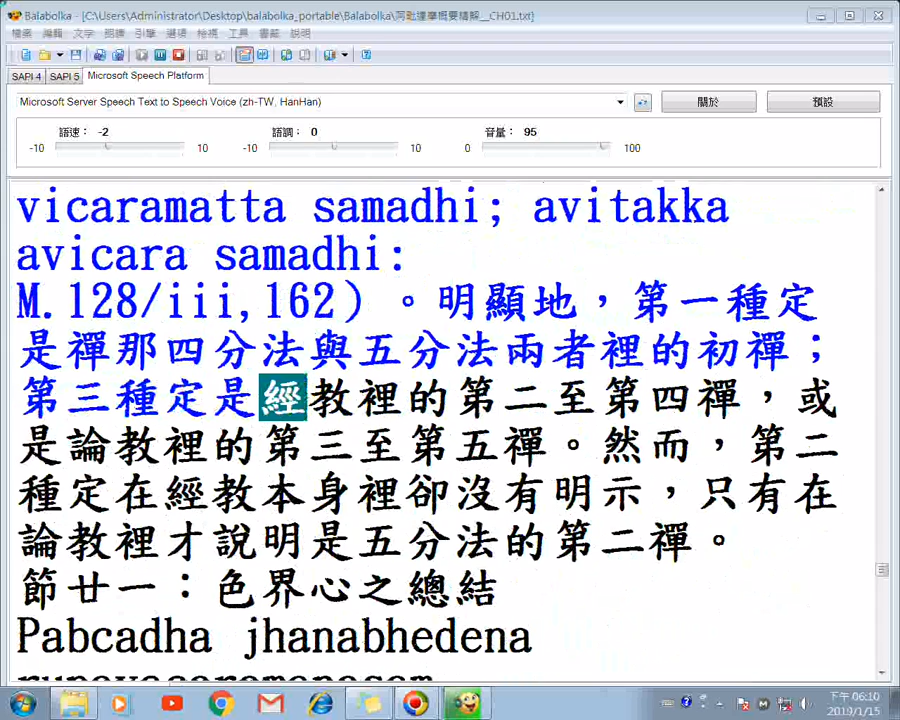 Balabolka - [C:\Users\Administrator\Desktop\balabolka_portable\Balabolka\阿毗達摩概要精解__CH01.txt]
檔案 編輯 文字 朗讀 引擎 選項 檢視 工具 書籤 說明
SAPI 4 SAPI 5 Microsoft Speech Platform
Microsoft Server Speech Text to Speech Voice (zh-TW, HanHan) 關於 預設
語速： -2 語調： 0 音量： 95
-10 10 -10 10 0 100
vicaramatta samadhi; avitakka
avicara samadhi:
M.128/iii,162) 。明顯地，第一種定
是禪那四分法與五分法兩者裡的初禪；
第三種定是經教裡的第二至第四禪，或
是論教裡的第三至第五禪。然而，第二
種定在經教本身裡卻沒有明示，只有在
論教裡才說明是五分法的第二禪。
節廿一：色界心之總結
Pabcadha jhanabhedena
rupavacaramanasam
下午 06:10
2019/1/15